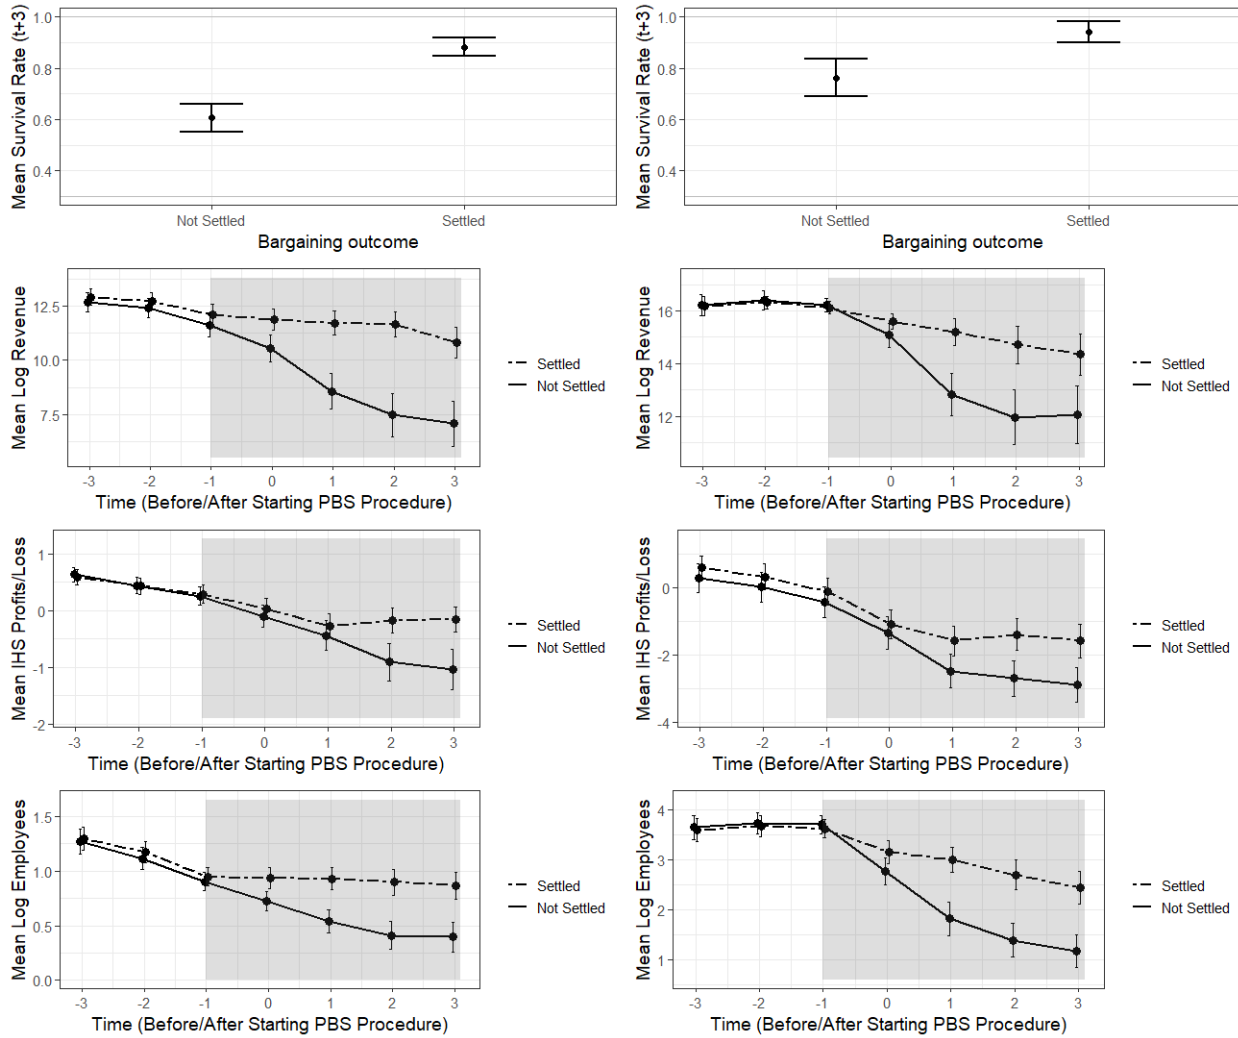 Mean Survival Rate (t+3)
1.0
0.8
0.6
0.4
Not Settled Settled
Bargaining outcome
Mean Survival Rate (t+3)
1.0
0.8
0.6
0.4
Not Settled Settled
Bargaining outcome
Mean Log Revenue
12.5
10.0
7.5
-3 -2 -1 0 1 2 3
Time (Before/After Starting PBS Procedure)
Settled
Not Settled
Mean Log Revenue
16
14
12
-3 -2 -1 0 1 2 3
Time (Before/After Starting PBS Procedure)
Settled
Not Settled
Mean IHS Profits/Loss
1
0
-1
-2
-3 -2 -1 0 1 2 3
Time (Before/After Starting PBS Procedure)
Settled
Not Settled
Mean IHS Profits/Loss
0
-2
-4
-3 -2 -1 0 1 2 3
Time (Before/After Starting PBS Procedure)
Settled
Not Settled
Mean Log Employees
1.5
1.0
0.5
0.0
-3 -2 -1 0 1 2 3
Time (Before/After Starting PBS Procedure)
Settled
Not Settled
Mean Log Employees
4
3
2
1
-3 -2 -1 0 1 2 3
Time (Before/After Starting PBS Procedure)
Settled
Not Settled